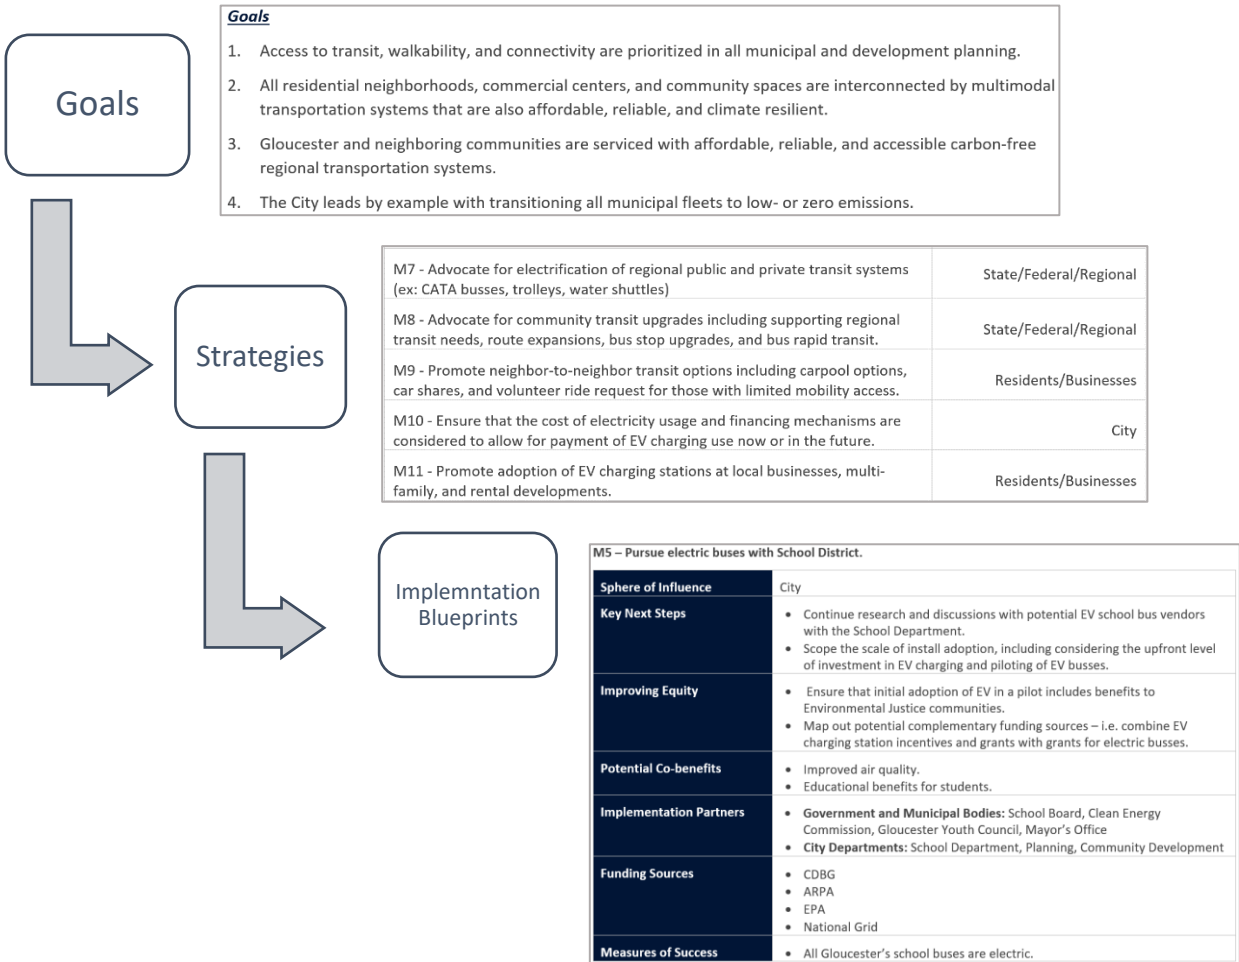 Goals
Goals
1. Access to transit, walkability, and connectivity are prioritized in all municipal and development planning.
2. All residential neighborhoods, commercial centers, and community spaces are interconnected by multimodal
transportation systems that are also affordable, reliable, and climate resilient.
3. Gloucester and neighboring communities are serviced with affordable, reliable, and accessible carbon-free
regional transportation systems.
4. The City leads by example with transitioning all municipal fleets to low- or zero emissions.
Strategies
M7 - Advocate for electrification of regional public and private transit systems
(ex: CATA busses, trolleys, water shuttles)
State/Federal/Regional
M8 - Advocate for community transit upgrades including supporting regional
transit needs, route expansions, bus stop upgrades, and bus rapid transit.
State/Federal/Regional
M9 - Promote neighbor-to-neighbor transit options including carpool options,
car shares, and volunteer ride request for those with limited mobility access.
Residents/Businesses
M10 - Ensure that the cost of electricity usage and financing mechanisms are
considered to allow for payment of EV charging use now or in the future.
City
M11 - Promote adoption of EV charging stations at local businesses, multi-
family, and rental developments.
Residents/Businesses
Implemntation
Blueprints
M5 – Pursue electric buses with School District.
Sphere of Influence
City
Key Next Steps
• Continue research and discussions with potential EV school bus vendors
with the School Department.
• Scope the scale of install adoption, including considering the upfront level
of investment in EV charging and piloting of EV busses.
Improving Equity
• Ensure that initial adoption of EV in a pilot includes benefits to
Environmental Justice communities.
• Map out potential complementary funding sources – i.e. combine EV
charging station incentives and grants with grants for electric busses.
Potential Co-benefits
• Improved air quality.
• Educational benefits for students.
Implementation Partners
• Government and Municipal Bodies: School Board, Clean Energy
Commission, Gloucester Youth Council, Mayor's Office
• City Departments: School Department, Planning, Community Development
Funding Sources
• CDBG
• ARPA
• EPA
• National Grid
Measures of Success
• All Gloucester's school buses are electric.